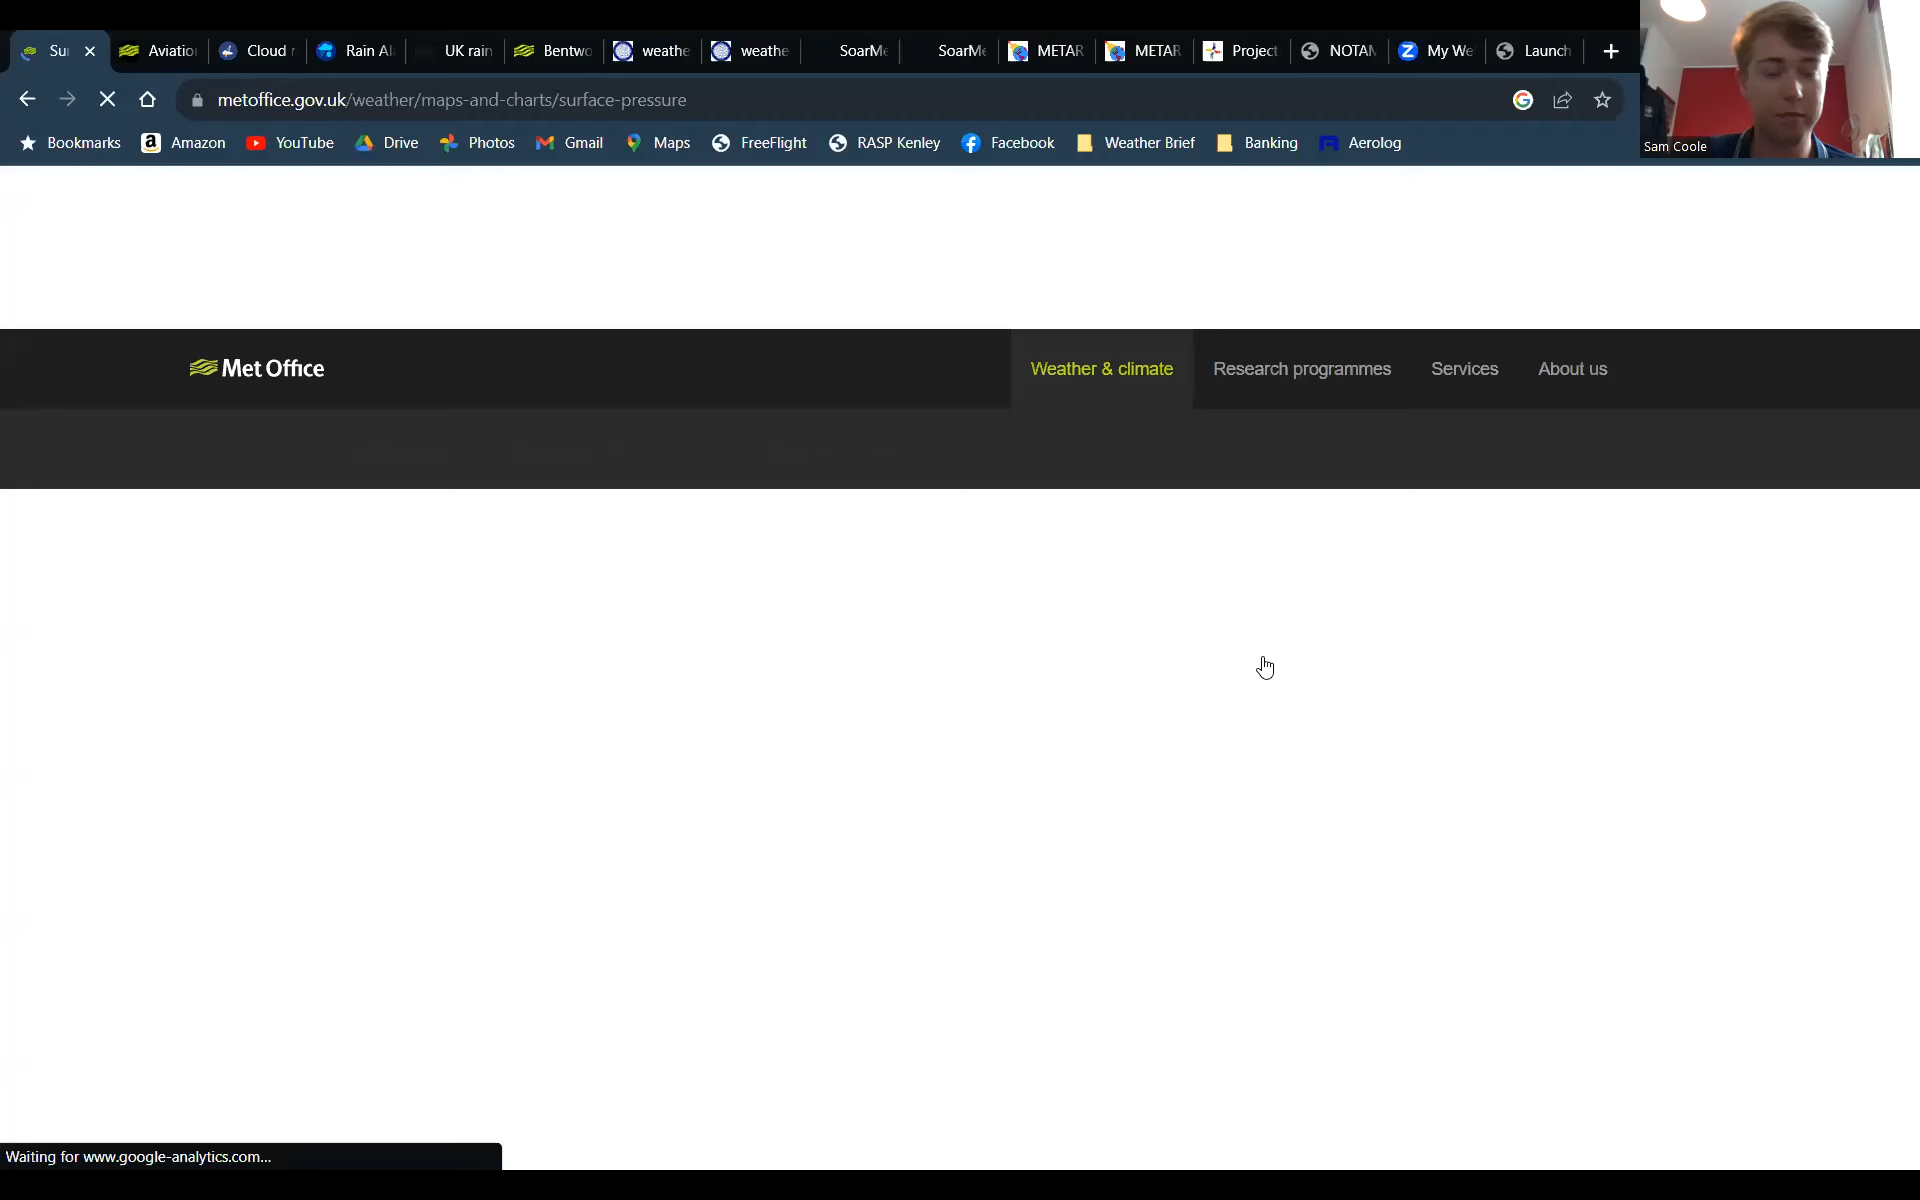 Su Aviatio Cloud r Rain Al UK rain Bentwo weathe weathe SoarMe SoarMe METAR METAR Project NOTAM My We Launch
metoffice.gov.uk/weather/maps-and-charts/surface-pressure
Bookmarks Amazon YouTube Drive Photos Gmail Maps FreeFlight RASP Kenley Facebook Weather Brief Banking Aerolog
Sam Coole
Met Office Weather & climate Research programmes Services About us
Waiting for www.google-analytics.com...